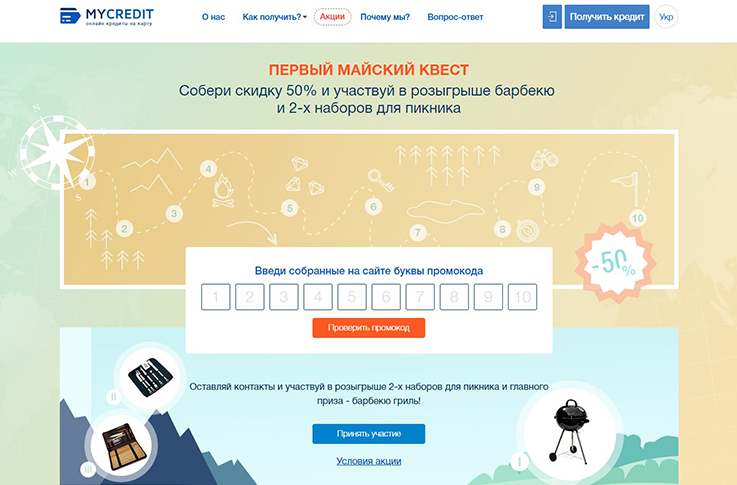 MYCREDIT
онлайн кредиты на карту
О нас
Как получить?
Акции
Почему мы?
Вопрос-ответ
Получить кредит
Укр
ПЕРВЫЙ МАЙСКИЙ КВЕСТ
Собери скидку 50% и участвуй в розыгрыше барбекю
и 2-х наборов для пикника
N
W
E
S
1
2
3
4
5
6
7
8
9
10
-50%
Введи собранные на сайте буквы промокода
1 2 3 4 5 6 7 8 9 10
Проверить промокод
Оставляй контакты и участвуй в розыгрыше 2-х наборов для пикника и главного
приза - барбекю гриль!
Принять участие
Условия акции
II
III
I